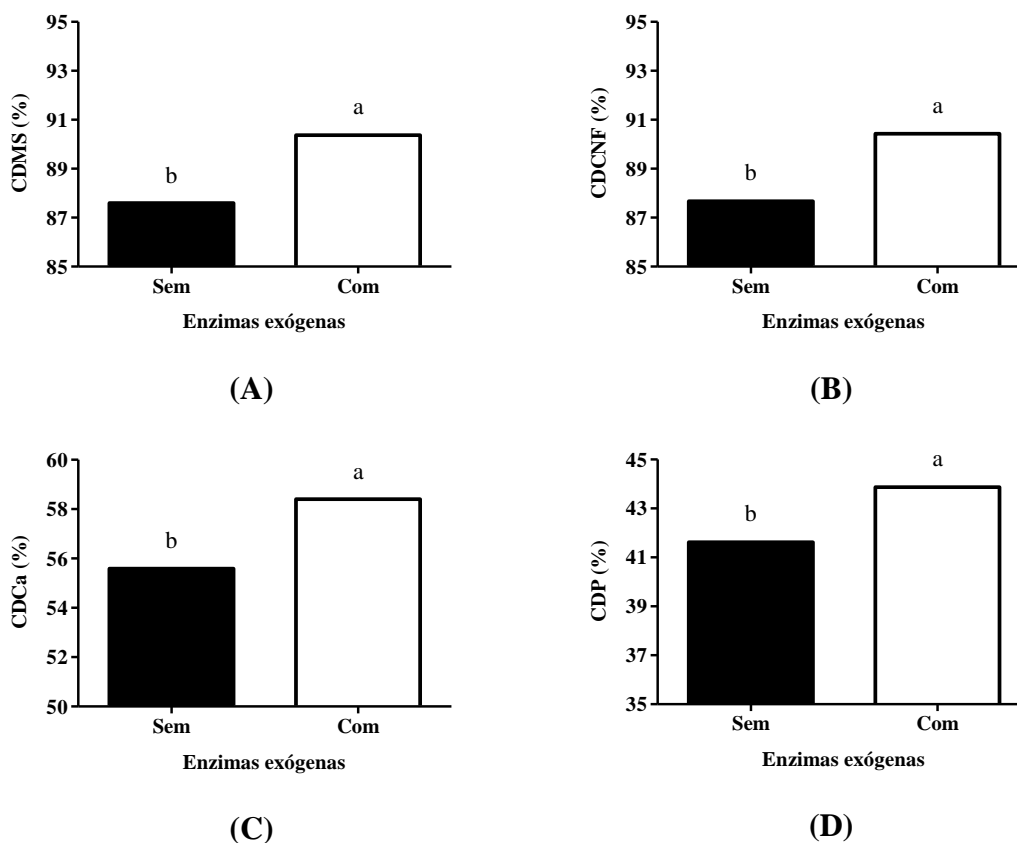 CDMS (%)
95
93
91
89
87
85
b
a
Sem
Com
Enzimas exógenas
(A)
CDCNF (%)
95
93
91
89
87
85
b
a
Sem
Com
Enzimas exógenas
(B)
CDCa (%)
60
58
56
54
52
50
b
a
Sem
Com
Enzimas exógenas
(C)
CDP (%)
45
43
41
39
37
35
b
a
Sem
Com
Enzimas exógenas
(D)